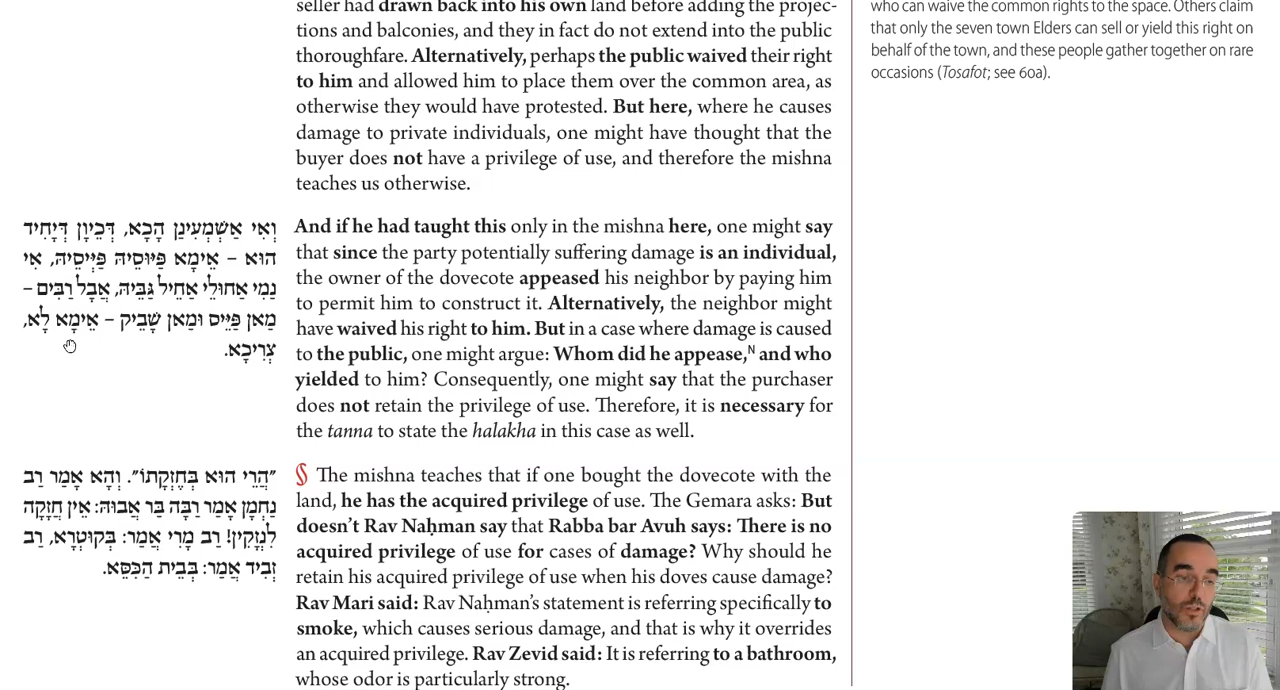 seller had drawn back into his own land before adding the projec-
tions and balconies, and they in fact do not extend into the public
thoroughfare. Alternatively, perhaps the public waived their right
to him and allowed him to place them over the common area, as
otherwise they would have protested. But here, where he causes
damage to private individuals, one might have thought that the
buyer does not have a privilege of use, and therefore the mishna
teaches us otherwise.
who can waive the common rights to the space. Others claim
that only the seven town Elders can sell or yield this right on
behalf of the town, and these people gather together on rare
occasions (Tosafot; see 60a).
וְאִי אַשְׁמְעִינַן הָכָא, דְּכֵיוָן דְּיָחִיד
הוּא – אֵימָא פַּיּוֹסֵיהּ פַּיְּיסֵיהּ, אִי
נַמִי אַחוֹלֵי אַחֵיל גַּבֵּיהּ, אֲבָל רַבִּים –
מַאן פַּיֵּיס וּמַאן שָׁבֵיק – אֵימָא לָא,
צְרִיכָא.
And if he had taught this only in the mishna here, one might say
that since the party potentially suffering damage is an individual,
the owner of the dovecote appeased his neighbor by paying him
to permit him to construct it. Alternatively, the neighbor might
have waived his right to him. But in a case where damage is caused
to the public, one might argue: Whom did he appease,N and who
yielded to him? Consequently, one might say that the purchaser
does not retain the privilege of use. Therefore, it is necessary for
the tanna to state the halakha in this case as well.
״הֲרֵי הוּא בְּחֶזְקָתוֹ״. וְהָא אָמַר רַב
נַחְמָן אָמַר רַבָּה בַּר אֲבוּהּ: אֵין חֲזָקָה
לִנְזָקִין! רַב מָרִי אָמַר: בְּקוּטְרָא, רַב
זְבִיד אָמַר: בְּבֵית הַכִּסֵּא.
§ The mishna teaches that if one bought the dovecote with the
land, he has the acquired privilege of use. The Gemara asks: But
doesn't Rav Naḥman say that Rabba bar Avuh says: There is no
acquired privilege of use for cases of damage? Why should he
retain his acquired privilege of use when his doves cause damage?
Rav Mari said: Rav Naḥman's statement is referring specifically to
smoke, which causes serious damage, and that is why it overrides
an acquired privilege. Rav Zevid said: It is referring to a bathroom,
whose odor is particularly strong.